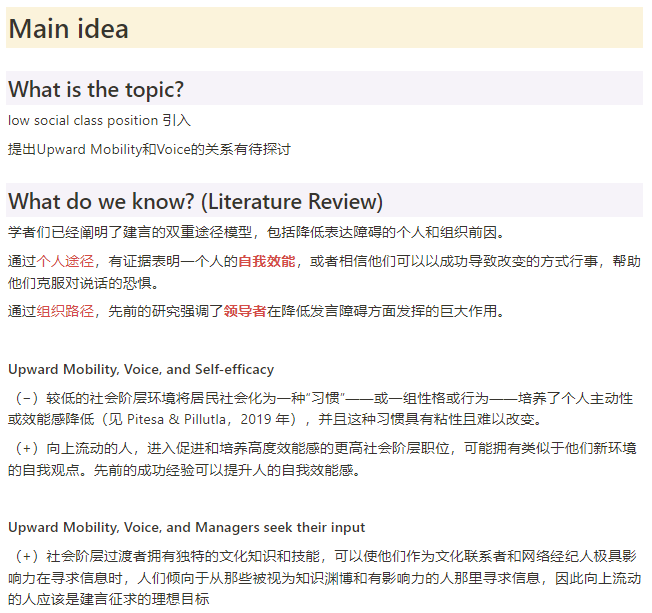 Main idea
What is the topic?
low social class position 引入
提出Upward Mobility和Voice的关系有待探讨
What do we know? (Literature Review)
学者们已经阐明了建言的双重途径模型，包括降低表达障碍的个人和组织前因。
通过个人途径，有证据表明一个人的自我效能，或者相信他们可以以成功导致改变的方式行事，帮助
他们克服对说话的恐惧。
通过组织路径，先前的研究强调了领导者在降低发言障碍方面发挥的巨大作用。
Upward Mobility, Voice, and Self-efficacy
（−）较低的社会阶层环境将居民社会化为一种“习惯”——或一组性格或行为——培养了个人主动性
或效能感降低（见 Pitesa & Pillutla，2019 年），并且这种习惯具有粘性且难以改变。
（+）向上流动的人，进入促进和培养高度效能感的更高社会阶层职位，可能拥有类似于他们新环境
的自我观点。先前的成功经验可以提升人的自我效能感。
Upward Mobility, Voice, and Managers seek their input
（+）社会阶层过渡者拥有独特的文化知识和技能，可以使他们作为文化联系者和网络经纪人极具影
响力在寻求信息时，人们倾向于从那些被视为知识渊博和有影响力的人那里寻求信息，因此向上流动
的人应该是建言征求的理想目标